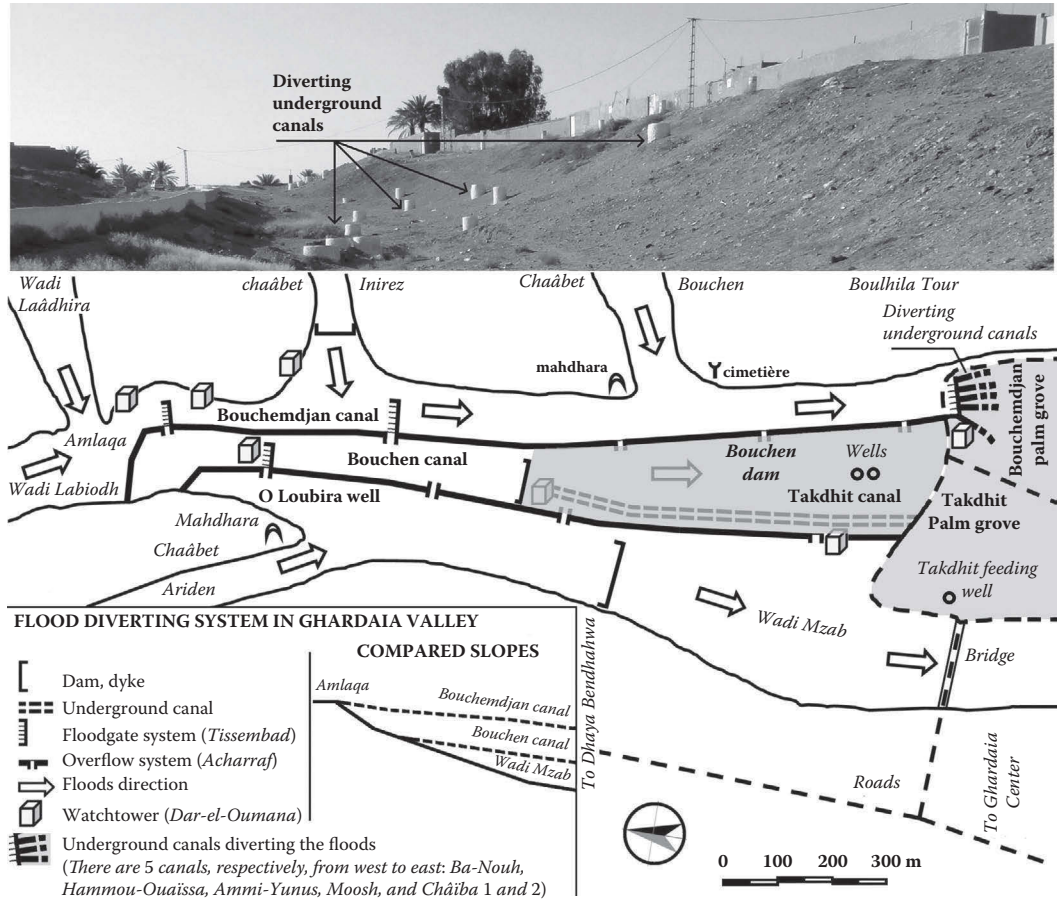 Diverting
underground
canals
Wadi
Laâdhira
chaâbet
Inirez
Chaâbet
Bouchen
Boulhila Tour
Diverting
underground canals
mahdhara
cimetière
Bouchemdjan canal
Bouchemdjan
palm grove
Amlaqa
Bouchen canal
Bouchen
dam
Wells
Wadi Labiodh
O Loubira well
Takdhit canal
Takdhit
Palm grove
Mahdhara
Chaâbet
Ariden
Takdhit feeding
well
Wadi Mzab
Bridge
FLOOD DIVERTING SYSTEM IN GHARDAIA VALLEY
Dam, dyke
Underground canal
Floodgate system (Tissembad)
Overflow system (Acharraf)
Floods direction
Watchtower (Dar-el-Oumana)
Underground canals diverting the floods
(There are 5 canals, respectively, from west to east: Ba-Nouh,
Hammou-Ouaïssa, Ammi-Yunus, Moosh, and Châïba 1 and 2)
COMPARED SLOPES
Amlaqa
Bouchemdjan canal
Bouchen canal
Wadi Mzab
To Dhaya Bendhahwa
Roads
To Ghardaia
Center
0 100 200 300 m